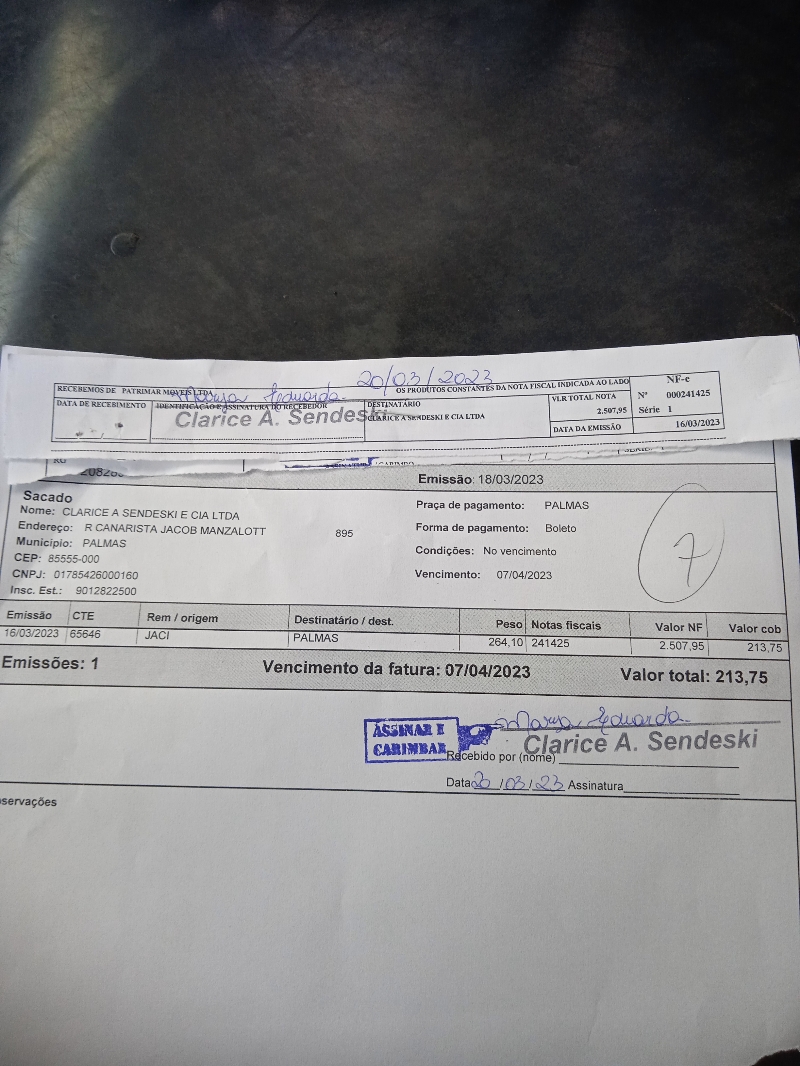 20/03/2023
RECEBEMOS DE PATRIMAR MOVEIS LTDA OS PRODUTOS CONSTANTES DA NOTA FISCAL INDICADA AO LADO
Eduarda
DATA DE RECEBIMENTO
IDENTIFICAÇÃO E ASSINATURA DO RECEBEDOR
Clarice A. Sendeski
DESTINATÁRIO
CLARICE A SENDESKI E CIA LTDA
VLR TOTAL NOTA
2.507,95
DATA DA EMISSÃO
16/03/2023
NF-e
Nº 000241425
Série 1
Emissão: 18/03/2023
Sacado
Nome: CLARICE A SENDESKI E CIA LTDA
Endereço: R CANARISTA JACOB MANZALOTT 895
Municipio: PALMAS
CEP: 85555-000
CNPJ: 01785426000160
Insc. Est.: 9012822500
Praça de pagamento: PALMAS
Forma de pagamento: Boleto
Condições: No vencimento
Vencimento: 07/04/2023
7
Emissão CTE Rem / origem Destinatário / dest. Peso Notas fiscais Valor NF Valor cob
16/03/2023 65646 JACI PALMAS 264,10 241425 2.507,95 213,75
Emissões: 1 Vencimento da fatura: 07/04/2023 Valor total: 213,75
ASSINAR E
CARIMBAR
Eduarda
Clarice A. Sendeski
Recebido por (nome)
Data 20/03/23 Assinatura
servações